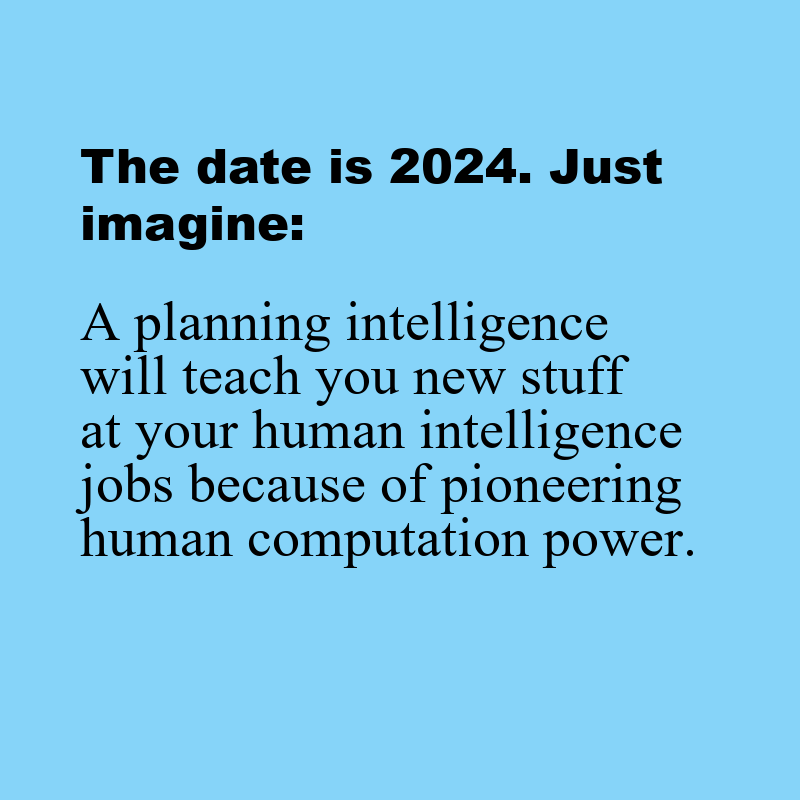 The date is 2024. Just
imagine:
A planning intelligence
will teach you new stuff
at your human intelligence
jobs because of pioneering
human computation power.